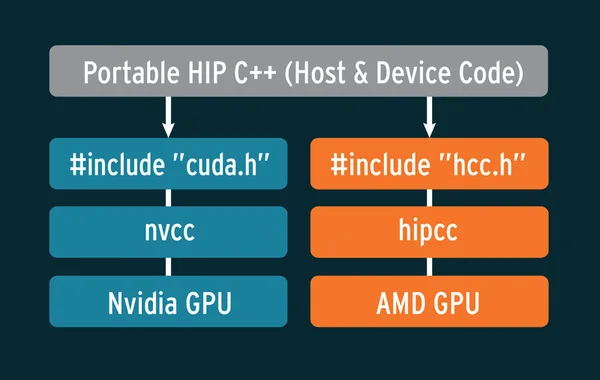 Portable HIP C++ (Host & Device Code)
#include "cuda.h"
#include "hcc.h"
nvcc
hipcc
Nvidia GPU
AMD GPU